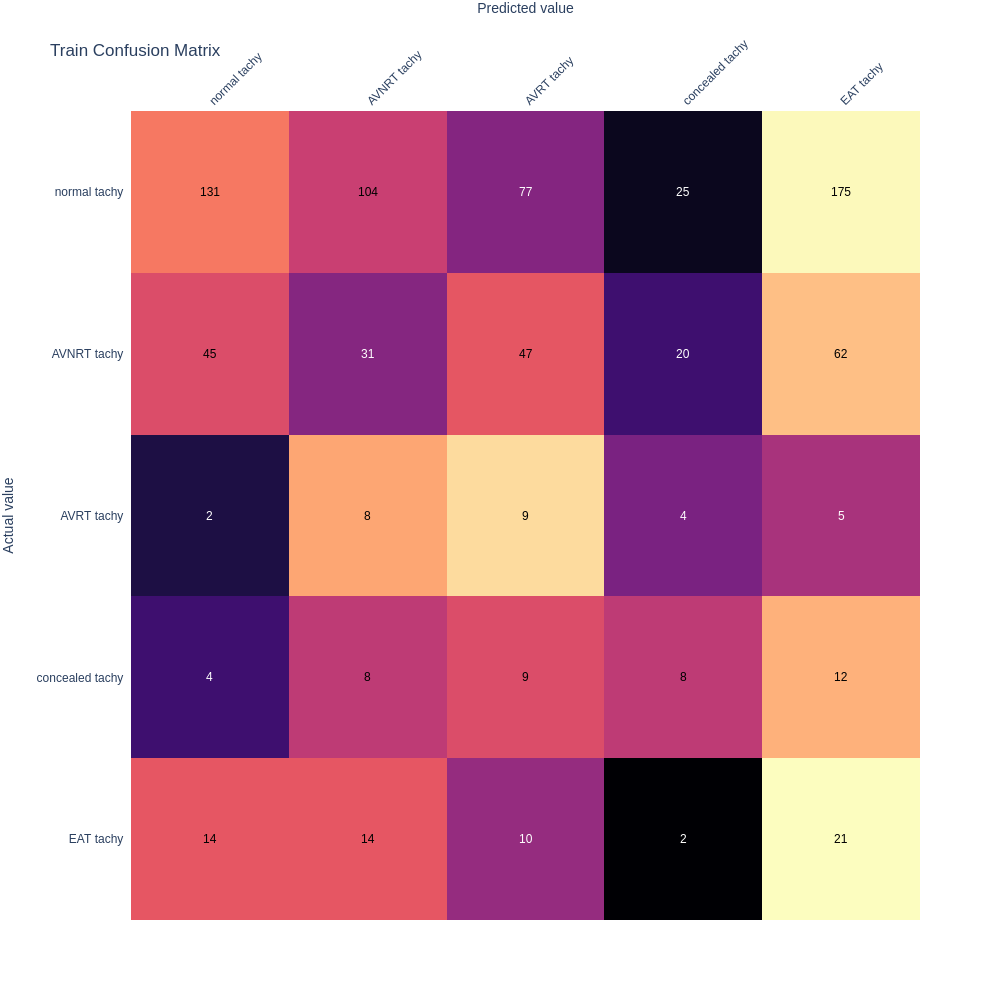 Predicted value
Train Confusion Matrix
normal tachy
AVNRT tachy
AVRT tachy
concealed tachy
EAT tachy
normal tachy 131 104 77 25 175
AVNRT tachy 45 31 47 20 62
Actual value
AVRT tachy 2 8 9 4 5
concealed tachy 4 8 9 8 12
EAT tachy 14 14 10 2 21